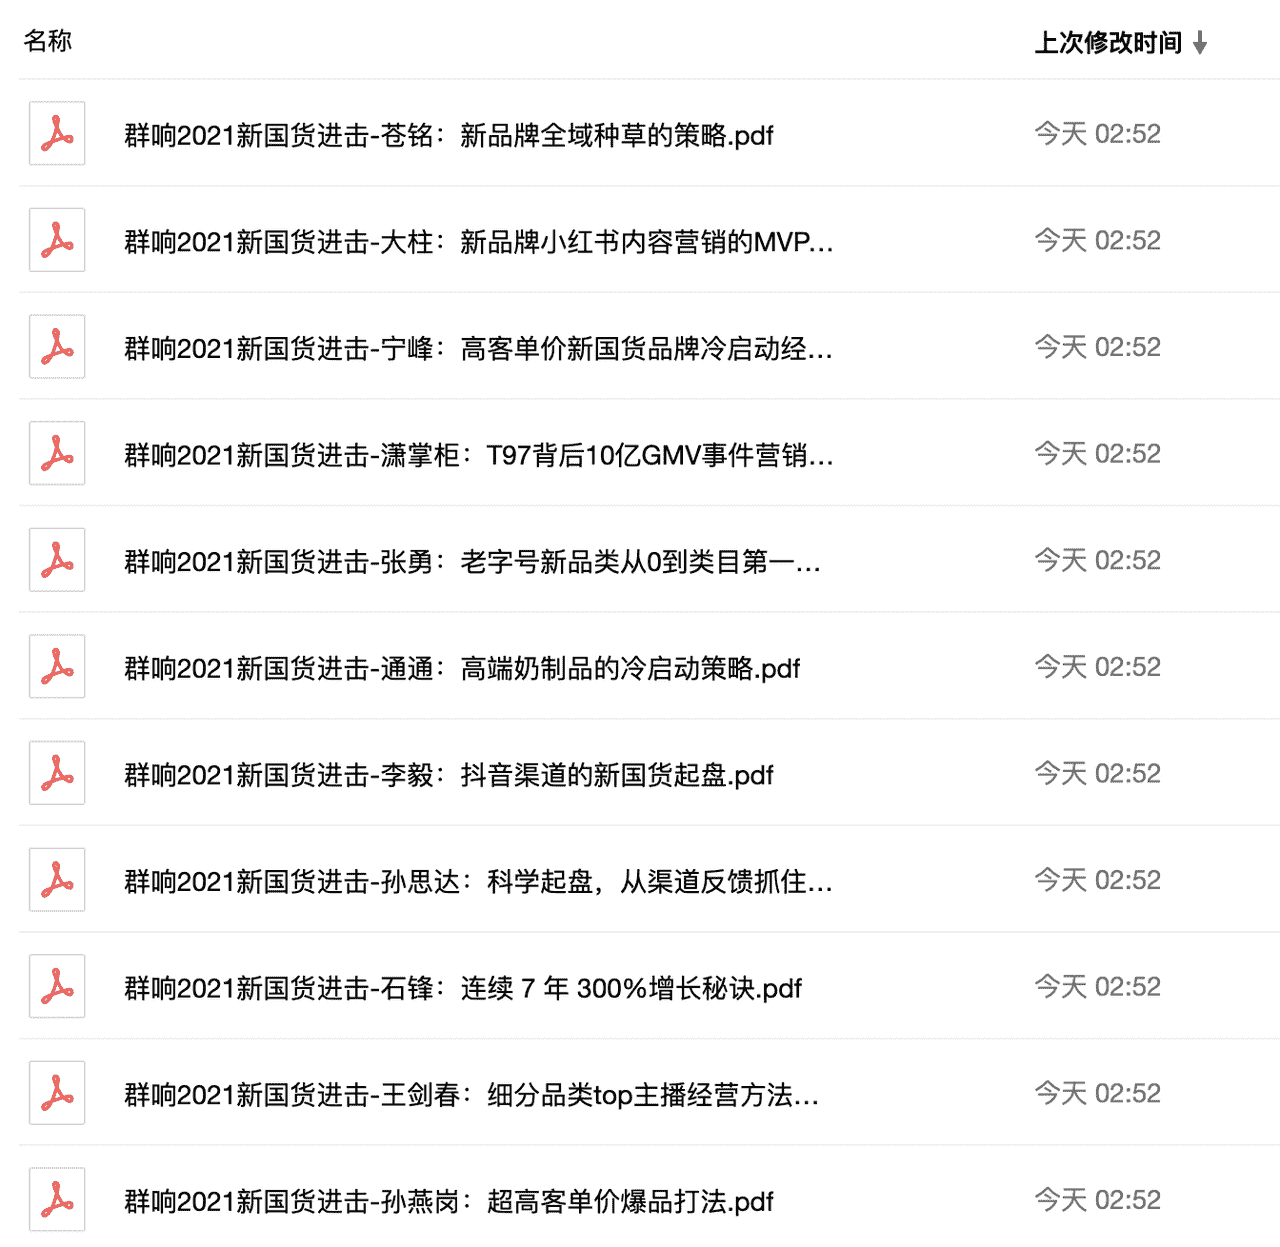 名称 上次修改时间 ↓
群响2021新国货进击-苍铭：新品牌全域种草的策略.pdf 今天 02:52
群响2021新国货进击-大柱：新品牌小红书内容营销的MVP... 今天 02:52
群响2021新国货进击-宁峰：高客单价新国货品牌冷启动经... 今天 02:52
群响2021新国货进击-潇掌柜：T97背后10亿GMV事件营销... 今天 02:52
群响2021新国货进击-张勇：老字号新品类从0到类目第一... 今天 02:52
群响2021新国货进击-通通：高端奶制品的冷启动策略.pdf 今天 02:52
群响2021新国货进击-李毅：抖音渠道的新国货起盘.pdf 今天 02:52
群响2021新国货进击-孙思达：科学起盘，从渠道反馈抓住... 今天 02:52
群响2021新国货进击-石锋：连续 7 年 300%增长秘诀.pdf 今天 02:52
群响2021新国货进击-王剑春：细分品类top主播经营方法... 今天 02:52
群响2021新国货进击-孙燕岗：超高客单价爆品打法.pdf 今天 02:52